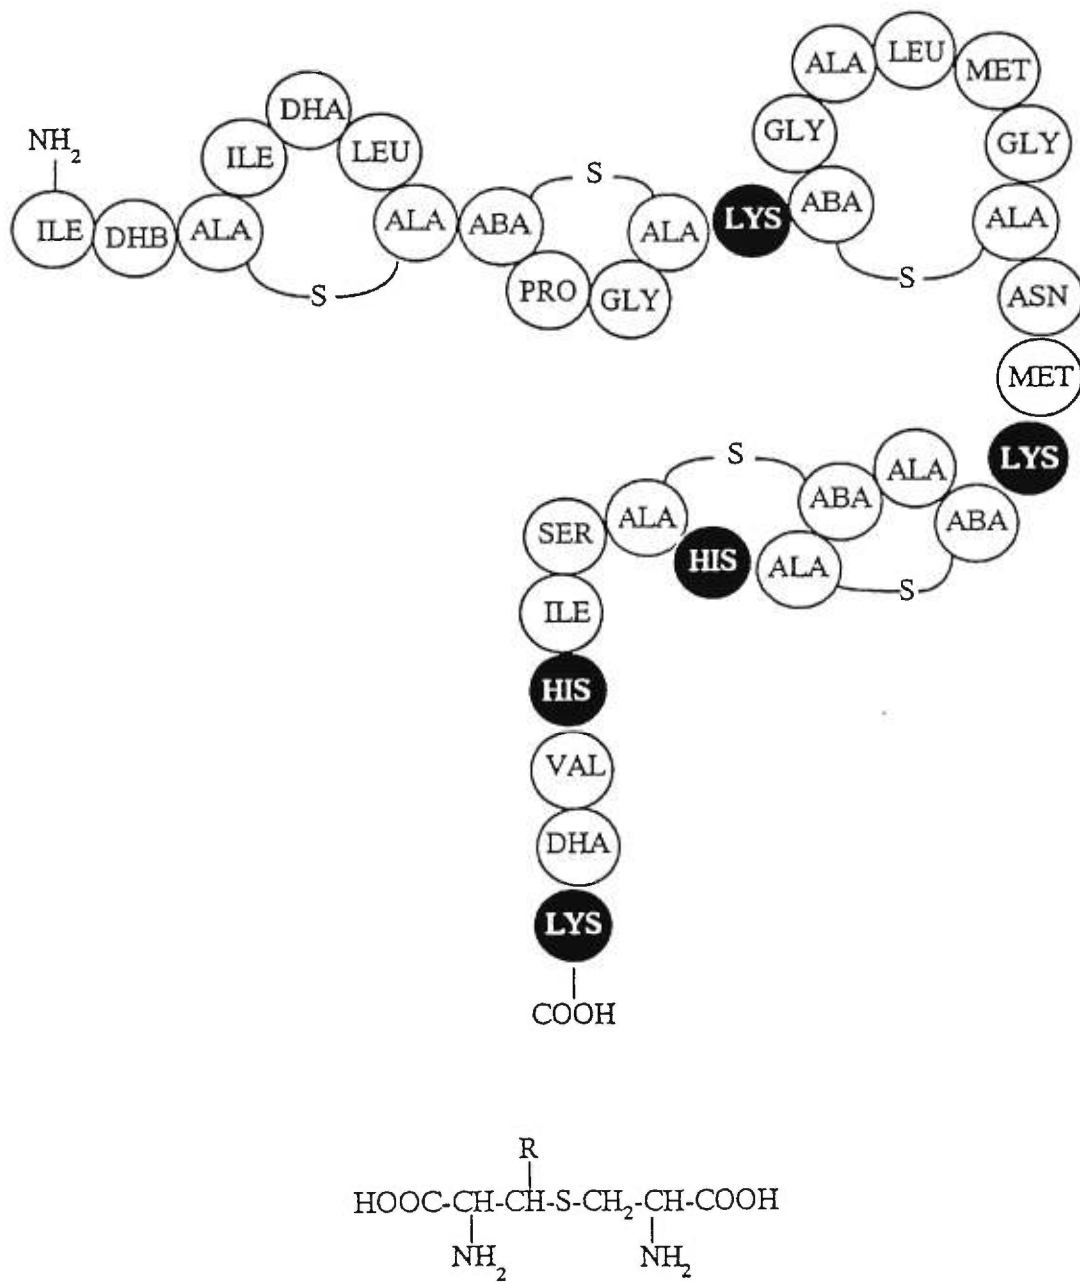 NH2
ILE DHB ALA ILE DHA LEU ALA S
ABA PRO GLY ALA S
LYS
ABA GLY ALA LEU MET GLY ALA S
ASN
MET
LYS
ABA ALA ABA ALA S S
HIS
ALA
SER
ILE
HIS
VAL
DHA
LYS
COOH
R
HOOC-CH-CH-S-CH2-CH-COOH
NH2 NH2